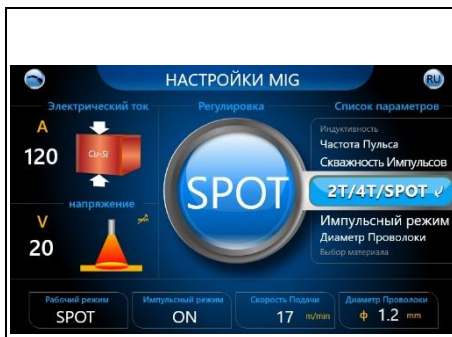 НАСТРОЙКИ MIG
RU
Электрический ток
Регулировка
Список параметров
A
120
Cu-Si
напряжение
V
20
SPOT
Индуктивность
Частота Пульса
Скважность Импульсов
2T/4T/SPOT
Импульсный режим
Диаметр Проволоки
Выбор материала
Рабочий режим
SPOT
Импульсный режим
ON
Скорость Подачи
17 m/min
Диаметр Проволоки
ф 1.2 mm